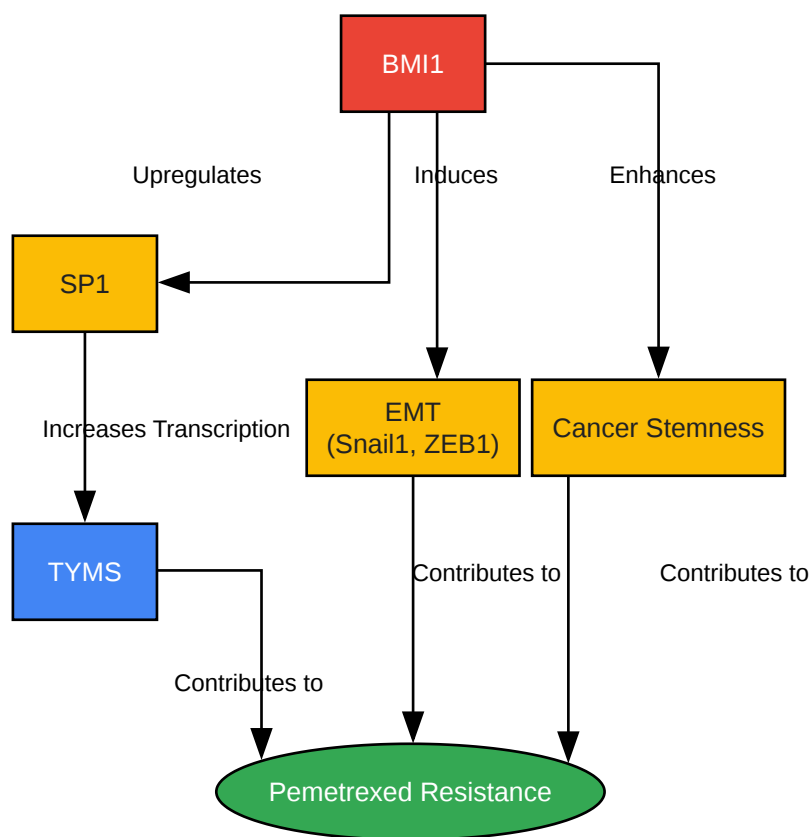 BMI1
Upregulates
Induces
Enhances
SP1
EMT
(Snail1, ZEB1)
Cancer Stemness
Increases Transcription
TYMS
Contributes to
Contributes to
Contributes to
Pemetrexed Resistance